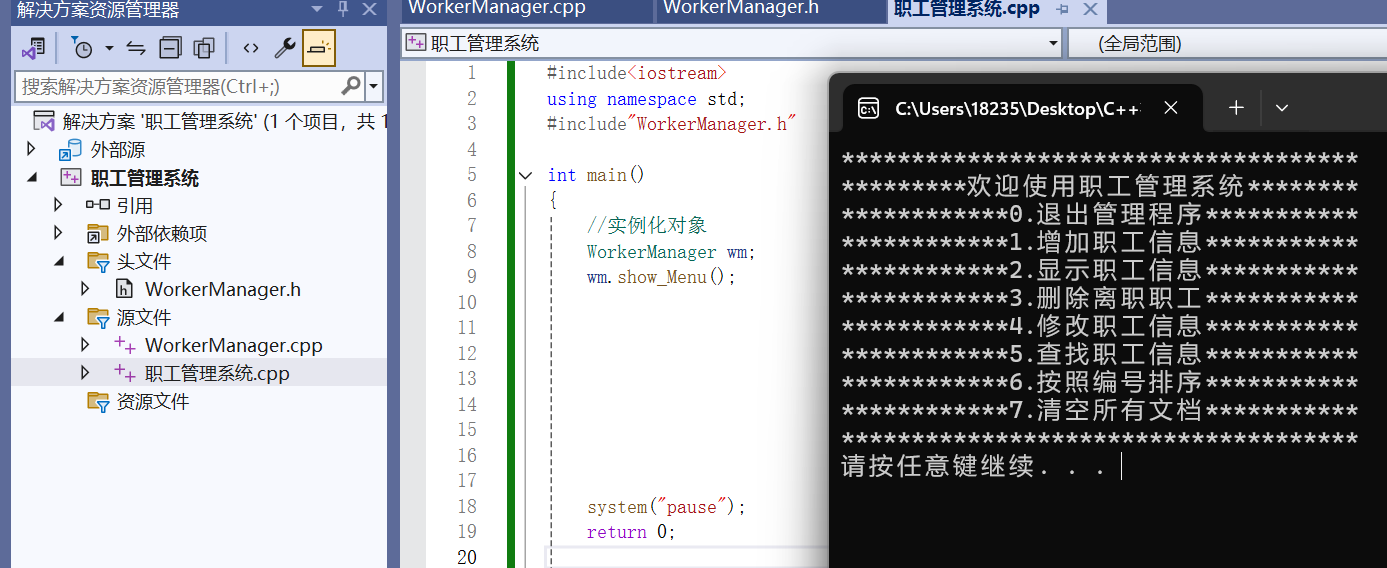 解决方案资源管理器
搜索解决方案资源管理器(Ctrl+;)
解决方案 '职工管理系统' (1 个项目，共 1
外部源
职工管理系统
引用
外部依赖项
头文件
WorkerManager.h
源文件
WorkerManager.cpp
职工管理系统.cpp
资源文件
WorkerManager.cpp
WorkerManager.h
职工管理系统.cpp
职工管理系统
(全局范围)
1 #include<iostream>
2 using namespace std;
3 #include"WorkerManager.h"
4
5 int main()
6 {
7 //实例化对象
8 WorkerManager wm;
9 wm.show_Menu();
10
11
12
13
14
15
16
17
18 system("pause");
19 return 0;
20
C:\Users\18235\Desktop\C++
*************************************
*********欢迎使用职工管理系统********
************0.退出管理程序***********
************1.增加职工信息***********
************2.显示职工信息***********
************3.删除离职职工***********
************4.修改职工信息***********
************5.查找职工信息***********
************6.按照编号排序***********
************7.清空所有文档***********
*************************************
请按任意键继续. . .